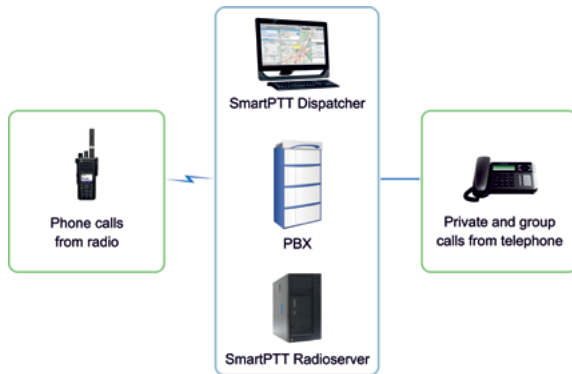 SmartPTT Dispatcher
Phone calls
from radio
PBX
Private and group
calls from telephone
SmartPTT Radioserver